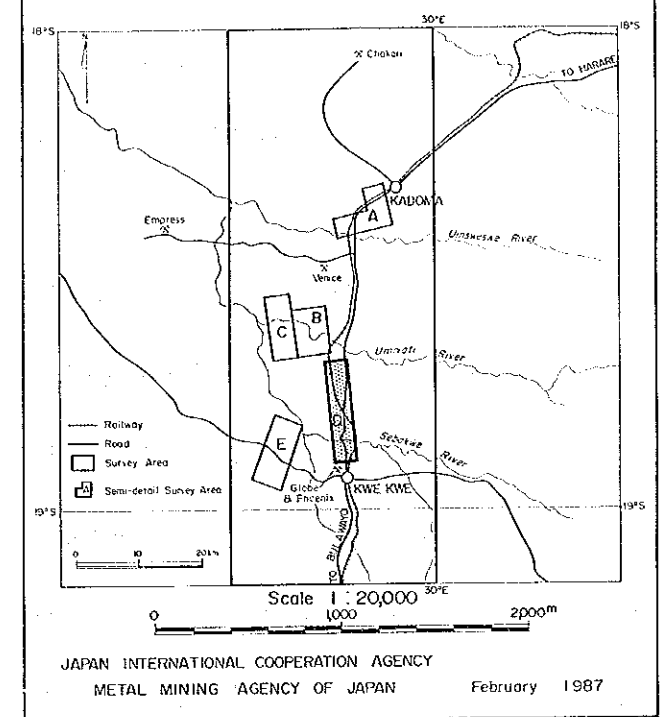 30°E
18°S
18°S
Chakari
TO HARARE
KADOMA
A
Empress
Umsweswe River
Venice
B
C
Umniati River
Railway
Road
Survey Area
A Semi-detail Survey Area
D
E
Sebakwe River
Globe
& Phoenix
KWE KWE
19°S
19°S
TO BULAWAYO
0 10 20km
30°E
Scale 1:20,000
0 1,000 2,000m
JAPAN INTERNATIONAL COOPERATION AGENCY
METAL MINING AGENCY OF JAPAN February 1987